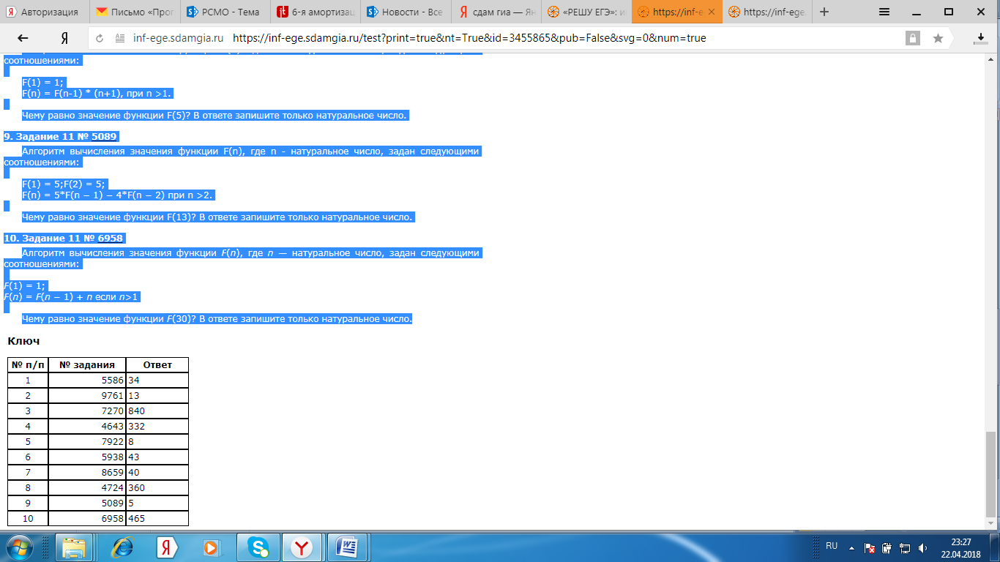 Авторизация
Письмо «Прог
РСМО - Тема
6-я амортизац
Новости - Все
сдам гиа — Ян
«РЕШУ ЕГЭ»: и
https://inf-e
https://inf-ege.
inf-ege.sdamgia.ru https://inf-ege.sdamgia.ru/test?print=true&nt=True&id=3455865&pub=False&svg=0&num=true
соотношениями:
F(1) = 1;
F(n) = F(n-1) * (n+1), при n >1.
Чему равно значение функции F(5)? В ответе запишите только натуральное число.
9. Задание 11 № 5089
Алгоритм вычисления значения функции F(n), где n - натуральное число, задан следующими
соотношениями:
F(1) = 5;F(2) = 5;
F(n) = 5*F(n − 1) − 4*F(n − 2) при n >2.
Чему равно значение функции F(13)? В ответе запишите только натуральное число.
10. Задание 11 № 6958
Алгоритм вычисления значения функции F(n), где n — натуральное число, задан следующими
соотношениями:
F(1) = 1;
F(n) = F(n − 1) + n если n>1
Чему равно значение функции F(30)? В ответе запишите только натуральное число.
Ключ
№ п/п № задания Ответ
1 5586 34
2 9761 13
3 7270 840
4 4643 332
5 7922 8
6 5938 43
7 8659 40
8 4724 360
9 5089 5
10 6958 465
RU
23:27
22.04.2018